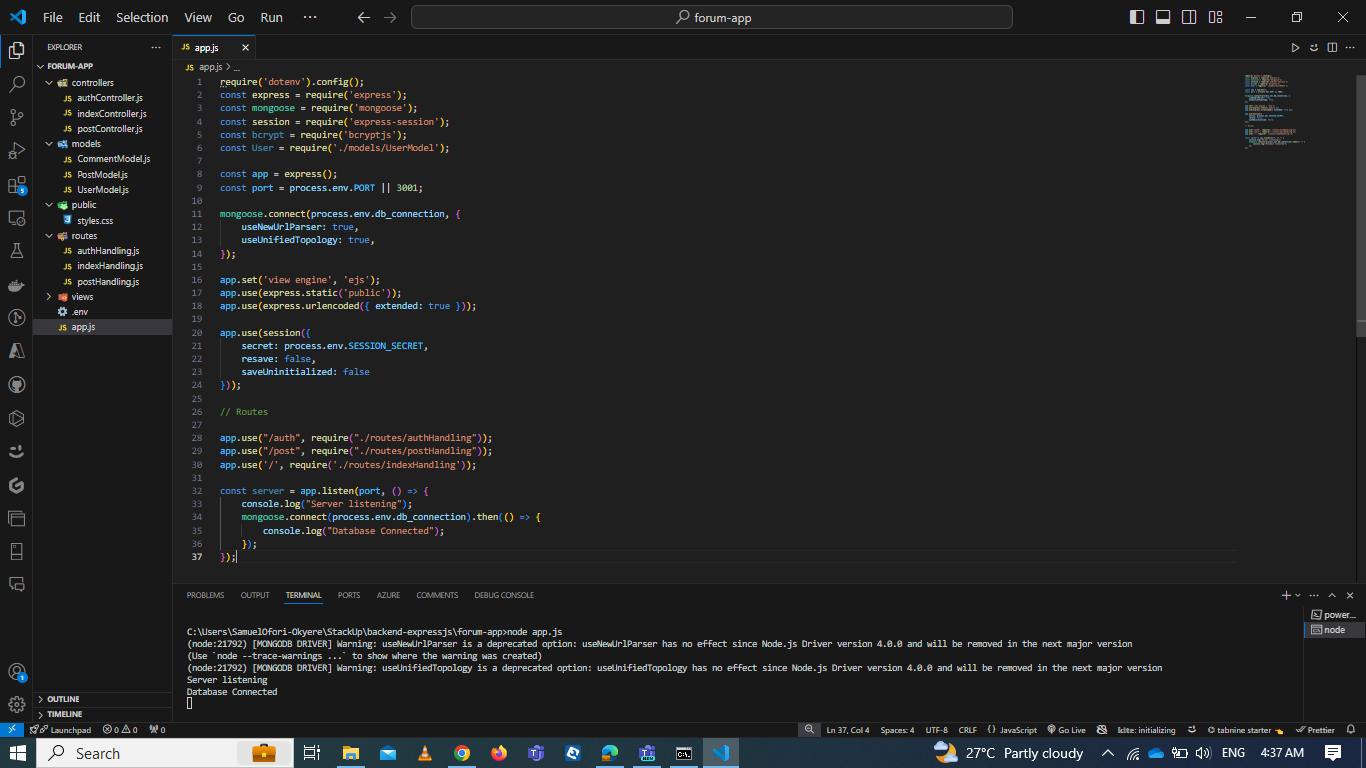 File Edit Selection View Go Run ··· forum-app
EXPLORER ···
FORUM-APP
controllers
JS authController.js
JS indexController.js
JS postController.js
models
JS CommentModel.js
JS PostModel.js
JS UserModel.js
public
styles.css
routes
JS authHandling.js
JS indexHandling.js
JS postHandling.js
views
.env
JS app.js
OUTLINE
TIMELINE
5
1
JS app.js
JS app.js > ...
1 require('dotenv').config();
2 const express = require('express');
3 const mongoose = require('mongoose');
4 const session = require('express-session');
5 const bcrypt = require('bcryptjs');
6 const User = require('./models/UserModel');
7
8 const app = express();
9 const port = process.env.PORT || 3001;
10
11 mongoose.connect(process.env.db_connection, {
12 useNewUrlParser: true,
13 useUnifiedTopology: true,
14 });
15
16 app.set('view engine', 'ejs');
17 app.use(express.static('public'));
18 app.use(express.urlencoded({ extended: true }));
19
20 app.use(session({
21 secret: process.env.SESSION_SECRET,
22 resave: false,
23 saveUninitialized: false
24 }));
25
26 // Routes
27
28 app.use("/auth", require("./routes/authHandling"));
29 app.use("/post", require("./routes/postHandling"));
30 app.use('/', require('./routes/indexHandling'));
31
32 const server = app.listen(port, () => {
33 console.log("Server listening");
34 mongoose.connect(process.env.db_connection).then(() => {
35 console.log("Database Connected");
36 });
37 });
PROBLEMS OUTPUT TERMINAL PORTS AZURE COMMENTS DEBUG CONSOLE
C:\Users\SamuelOfori-Okyere\StackUp\backend-expressjs\forum-app>node app.js
(node:21792) [MONGODB DRIVER] Warning: useNewUrlParser is a deprecated option: useNewUrlParser has no effect since Node.js Driver version 4.0.0 and will be removed in the next major version
(Use `node --trace-warnings ...` to show where the warning was created)
(node:21792) [MONGODB DRIVER] Warning: useUnifiedTopology is a deprecated option: useUnifiedTopology has no effect since Node.js Driver version 4.0.0 and will be removed in the next major version
Server listening
Database Connected
power...
node
Launchpad 0 0 0 Ln 37, Col 4 Spaces: 4 UTF-8 CRLF {} JavaScript Go Live initializing tabnine starter Prettier
Search 27°C Partly cloudy ENG 4:37 AM